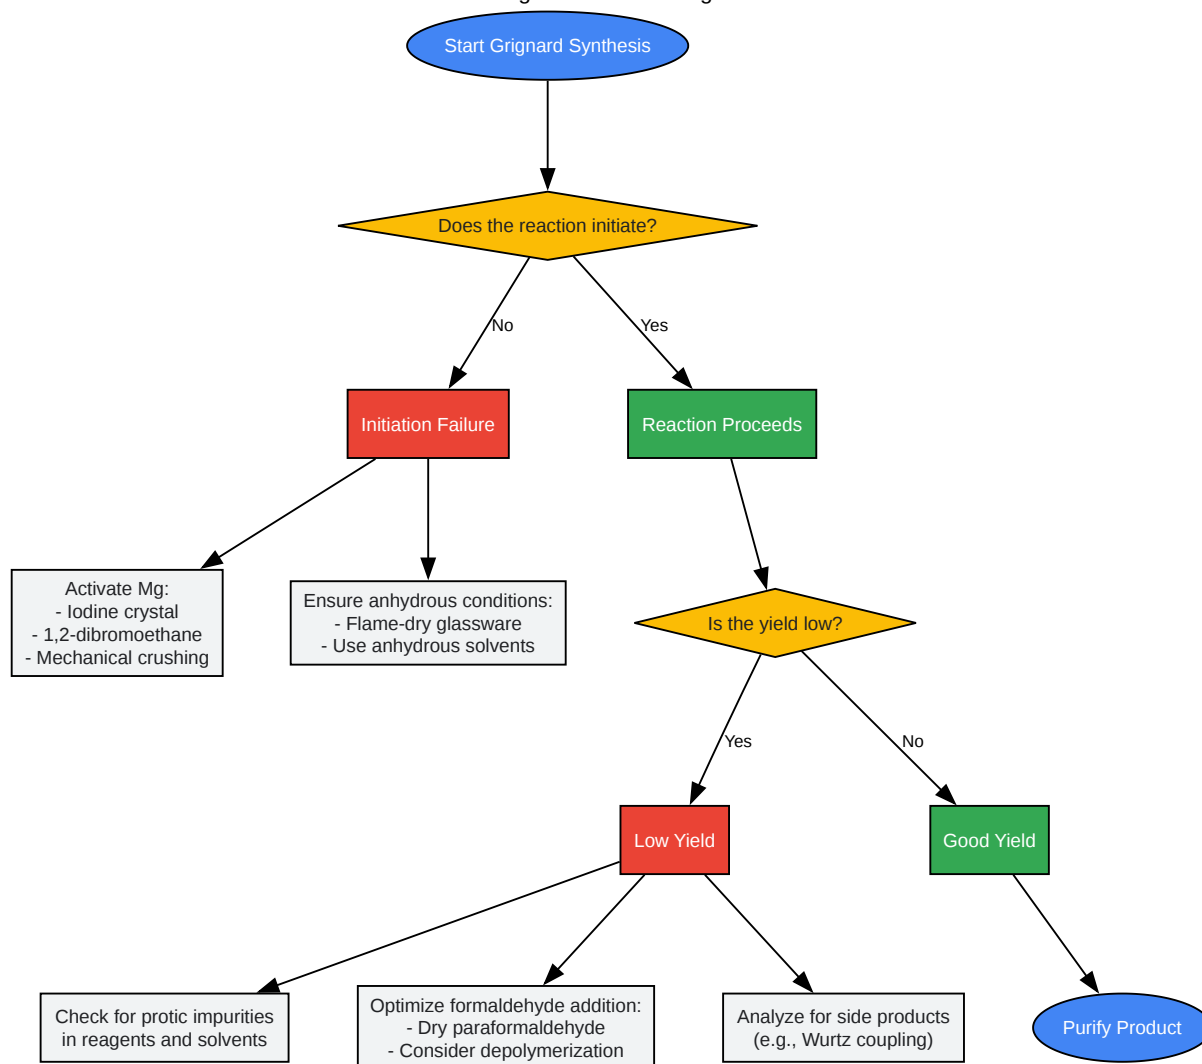 Start Grignard Synthesis
Does the reaction initiate?
No
Yes
Initiation Failure
Reaction Proceeds
Activate Mg:
- Iodine crystal
- 1,2-dibromoethane
- Mechanical crushing
Ensure anhydrous conditions:
- Flame-dry glassware
- Use anhydrous solvents
Is the yield low?
Yes
No
Low Yield
Good Yield
Check for protic impurities
in reagents and solvents
Optimize formaldehyde addition:
- Dry paraformaldehyde
- Consider depolymerization
Analyze for side products
(e.g., Wurtz coupling)
Purify Product